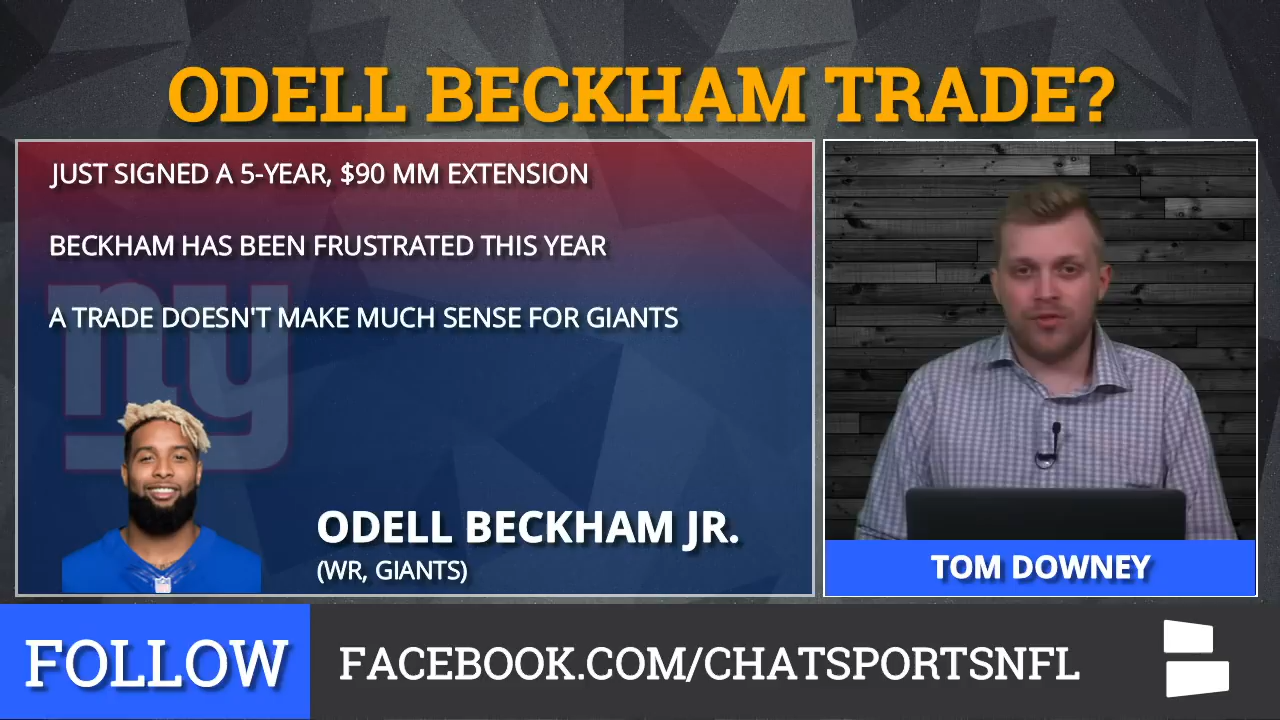 ODELL BECKHAM TRADE?
JUST SIGNED A 5-YEAR, $90 MM EXTENSION
BECKHAM HAS BEEN FRUSTRATED THIS YEAR
A TRADE DOESN'T MAKE MUCH SENSE FOR GIANTS
ny
ODELL BECKHAM JR.
(WR, GIANTS)
TOM DOWNEY
FOLLOW
FACEBOOK.COM/CHATSPORTSNFL